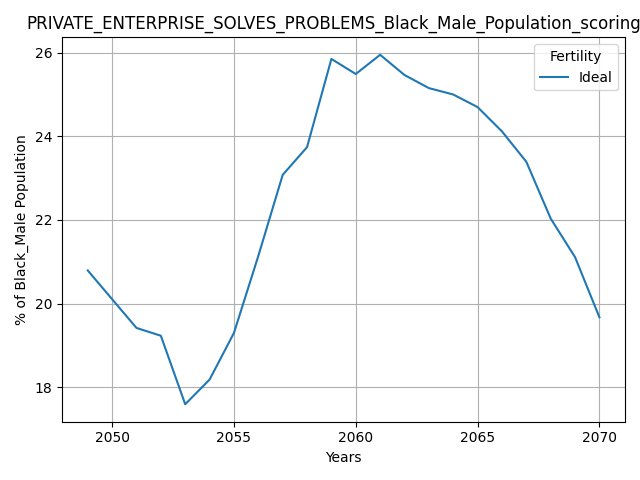 PRIVATE_ENTERPRISE_SOLVES_PROBLEMS_Black_Male_Population_scoring
% of Black_Male Population
26
24
22
20
18
Fertility
Ideal
2050 2055 2060 2065 2070
Years